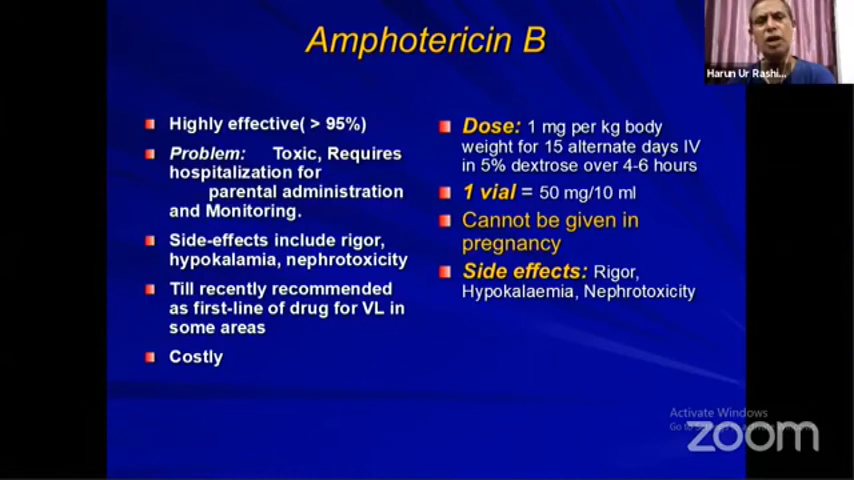 Amphotericin B
Harun Ur Rashi...
Highly effective( > 95%)
Problem: Toxic, Requires
hospitalization for
parental administration
and Monitoring.
Side-effects include rigor,
hypokalamia, nephrotoxicity
Till recently recommended
as first-line of drug for VL in
some areas
Costly
Dose: 1 mg per kg body
weight for 15 alternate days IV
in 5% dextrose over 4-6 hours
1 vial = 50 mg/10 ml
Cannot be given in
pregnancy
Side effects: Rigor,
Hypokalaemia, Nephrotoxicity
Activate Windows
Go to
zoom